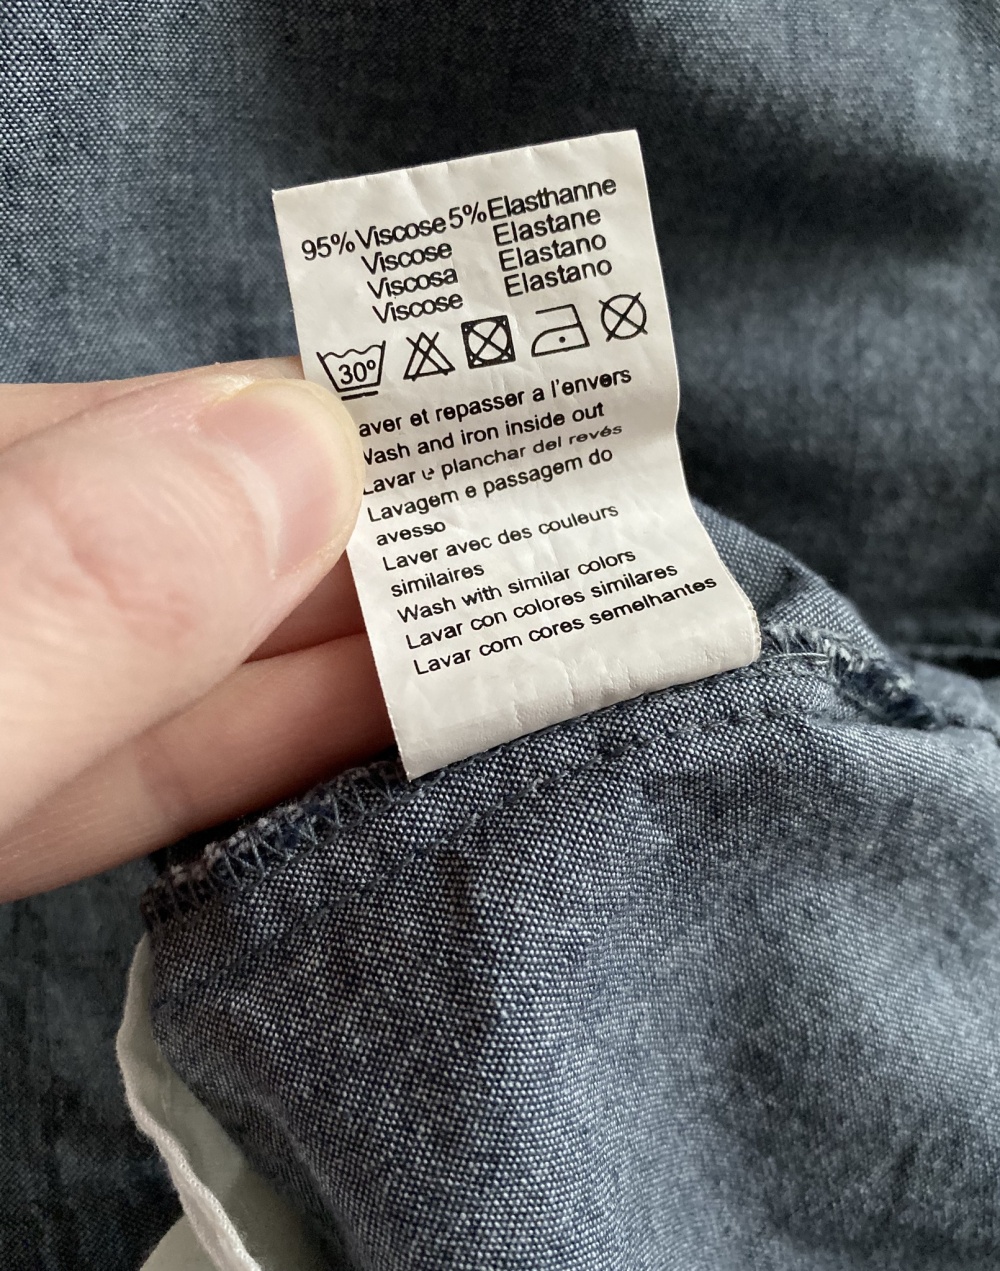 95% Viscose 5% Elasthanne
Viscose Elastane
Viscosa Elastano
Viscose Elastano
30º
aver et repasser a l'envers
Wash and iron inside out
Lavar e planchar del revés
Lavagem e passagem do
avesso
Laver avec des couleurs
similaires
Wash with similar colors
Lavar con colores similares
Lavar com cores semelhantes